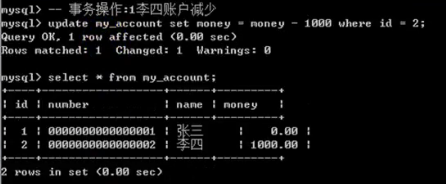 mysql> -- 事务操作:1李四账户减少
mysql> update my_account set money = money - 1000 where id = 2;
Query OK, 1 row affected (0.00 sec)
Rows matched: 1  Changed: 1  Warnings: 0
mysql> select * from my_account;
+----+------------------+--------+---------+
| id | number           | name   | money   |
+----+------------------+--------+---------+
|  1 | 0000000000000001 | 张三   |    0.00 |
|  2 | 0000000000000002 | 李四   | 1000.00 |
+----+------------------+--------+---------+
2 rows in set (0.00 sec)